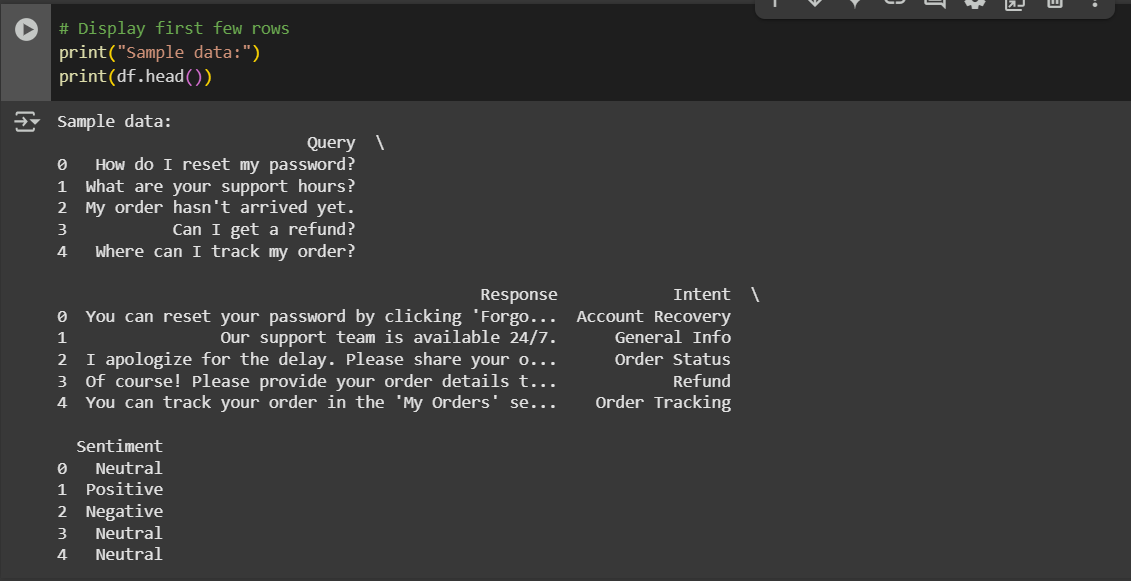 # Display first few rows
print("Sample data:")
print(df.head())
Sample data:
Query \
0 How do I reset my password?
1 What are your support hours?
2 My order hasn't arrived yet.
3 Can I get a refund?
4 Where can I track my order?
Response Intent \
0 You can reset your password by clicking 'Forgo... Account Recovery
1 Our support team is available 24/7. General Info
2 I apologize for the delay. Please share your o... Order Status
3 Of course! Please provide your order details t... Refund
4 You can track your order in the 'My Orders' se... Order Tracking
Sentiment
0 Neutral
1 Positive
2 Negative
3 Neutral
4 Neutral